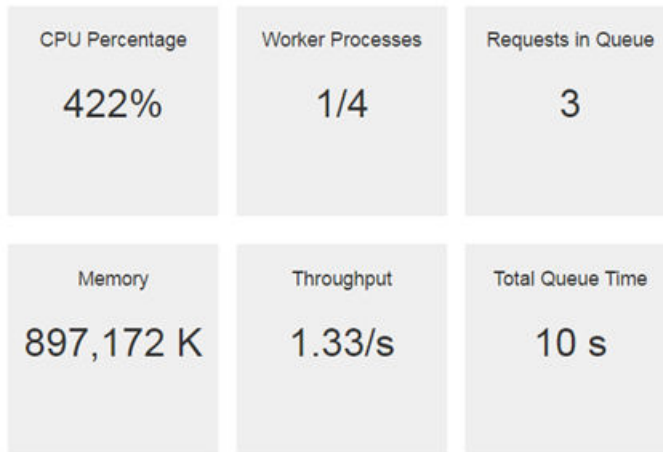 CPU Percentage
Worker Processes
Requests in Queue
422%
1/4
3
Memory
Throughput
Total Queue Time
897,172 K
1.33/s
10 s